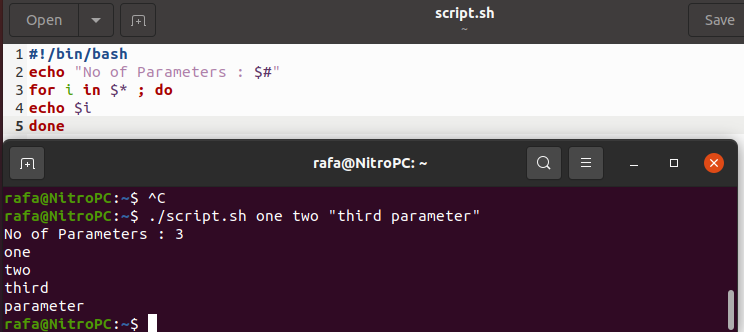 Open script.sh Save
~
1 #!/bin/bash
2 echo "No of Parameters : $#"
3 for i in $* ; do
4 echo $i
5 done
rafa@NitroPC: ~
rafa@NitroPC:~$ ^C
rafa@NitroPC:~$ ./script.sh one two "third parameter"
No of Parameters : 3
one
two
third
parameter
rafa@NitroPC:~$